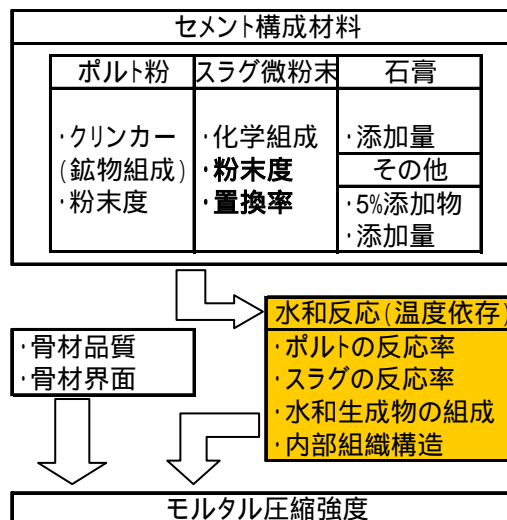 セメント構成材料
ポルト粉
スラグ微粉末
石膏
・クリンカー
(鉱物組成)
・粉末度
・化学組成
・粉末度
・置換率
・添加量
その他
・5%添加物
・添加量
水和反応(温度依存)
・ポルトの反応率
・スラグの反応率
・水和生成物の組成
・内部組織構造
・骨材品質
・骨材界面
モルタル圧縮強度